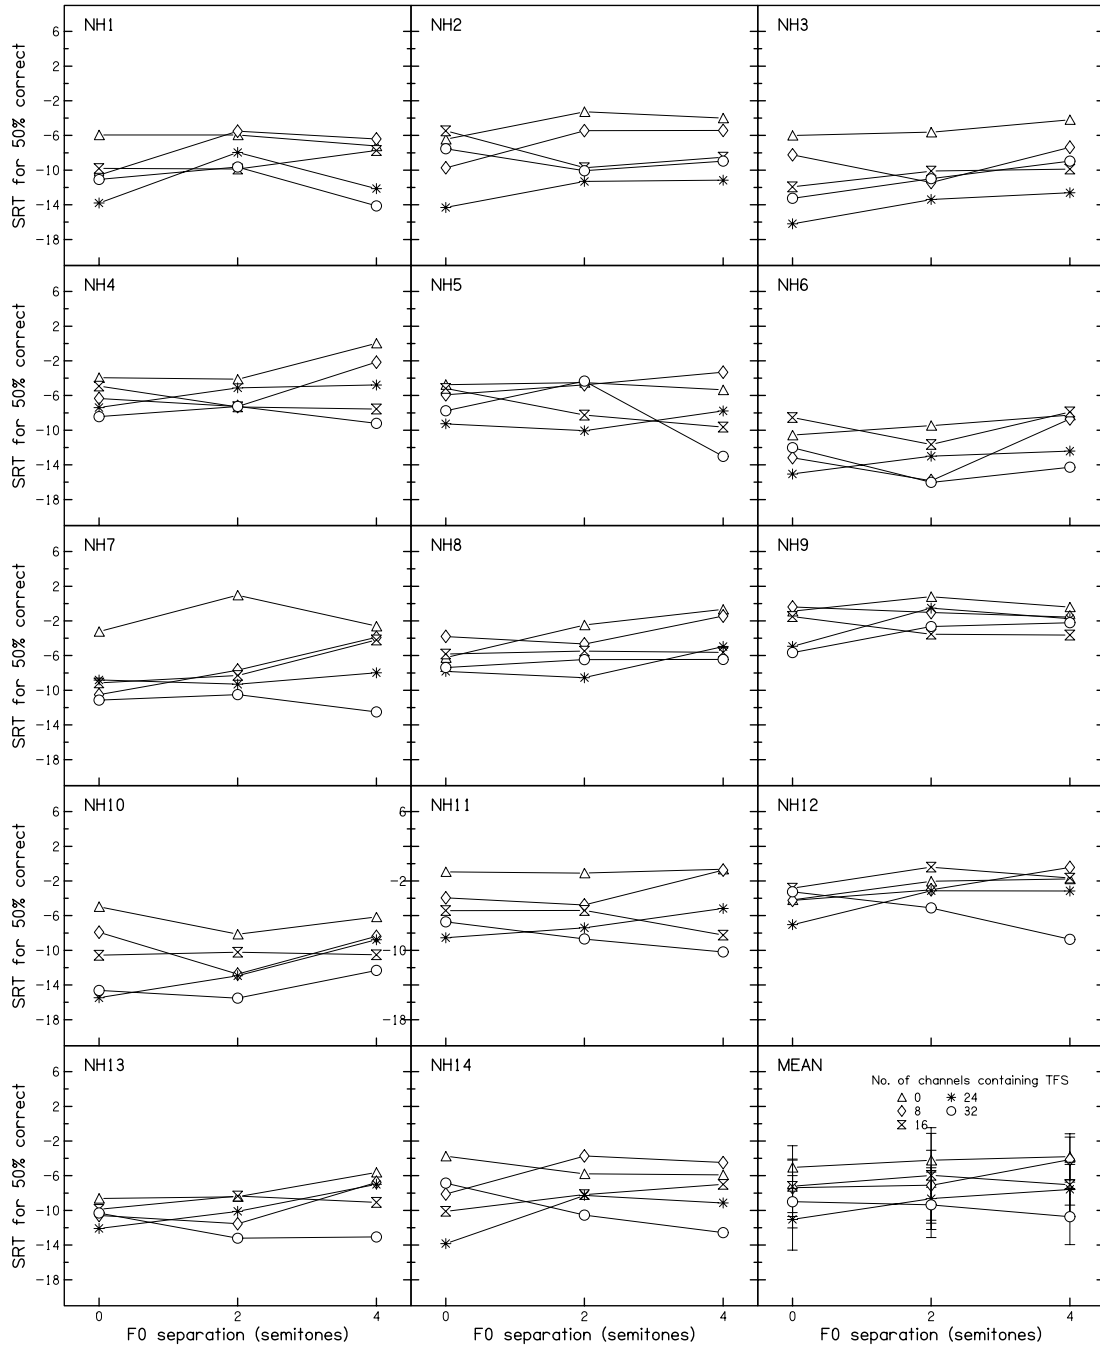 NH1
NH2
NH3
6
2
−2
−6
−10
−14
−18
SRT for 50% correct
NH4
NH5
NH6
6
2
−2
−6
−10
−14
−18
SRT for 50% correct
NH7
NH8
NH9
6
2
−2
−6
−10
−14
−18
SRT for 50% correct
NH10
NH11
NH12
6
2
−2
−6
−10
−14
−18
SRT for 50% correct
6
−2
−10
−18
NH13
NH14
MEAN
6
2
−2
−6
−10
−14
−18
SRT for 50% correct
No. of channels containing TFS
0 24
8 32
16
0 2 4 0 2 4 0 2 4
F0 separation (semitones) F0 separation (semitones) F0 separation (semitones)